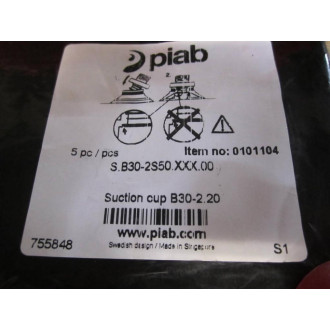 piab
2
5 pc / pcs
Item no: 0101104
S.B30-2S50.XXX.00
Suction cup B30-2.20
www.piab.com
755848
Swedish design / Made in Singapore
S1